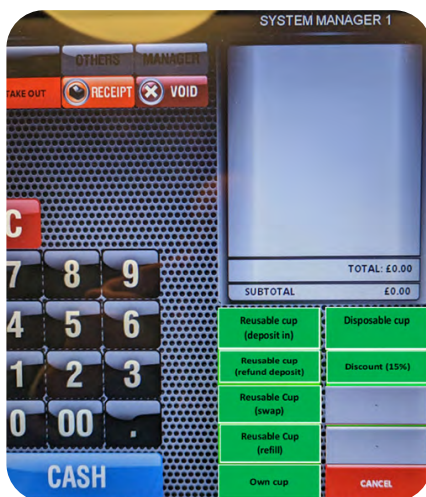 SYSTEM MANAGER 1
OTHERS MANAGER
TAKE OUT RECEIPT VOID
C
7 8 9
4 5 6
1 2 3
0 00 .
CASH
TOTAL: £0.00
SUBTOTAL £0.00
Reusable cup
(deposit in)
Disposable cup
Reusable cup
(refund deposit)
Discount (15%)
Reusable Cup
(swap)
-
Reusable Cup
(refill)
-
Own cup
CANCEL